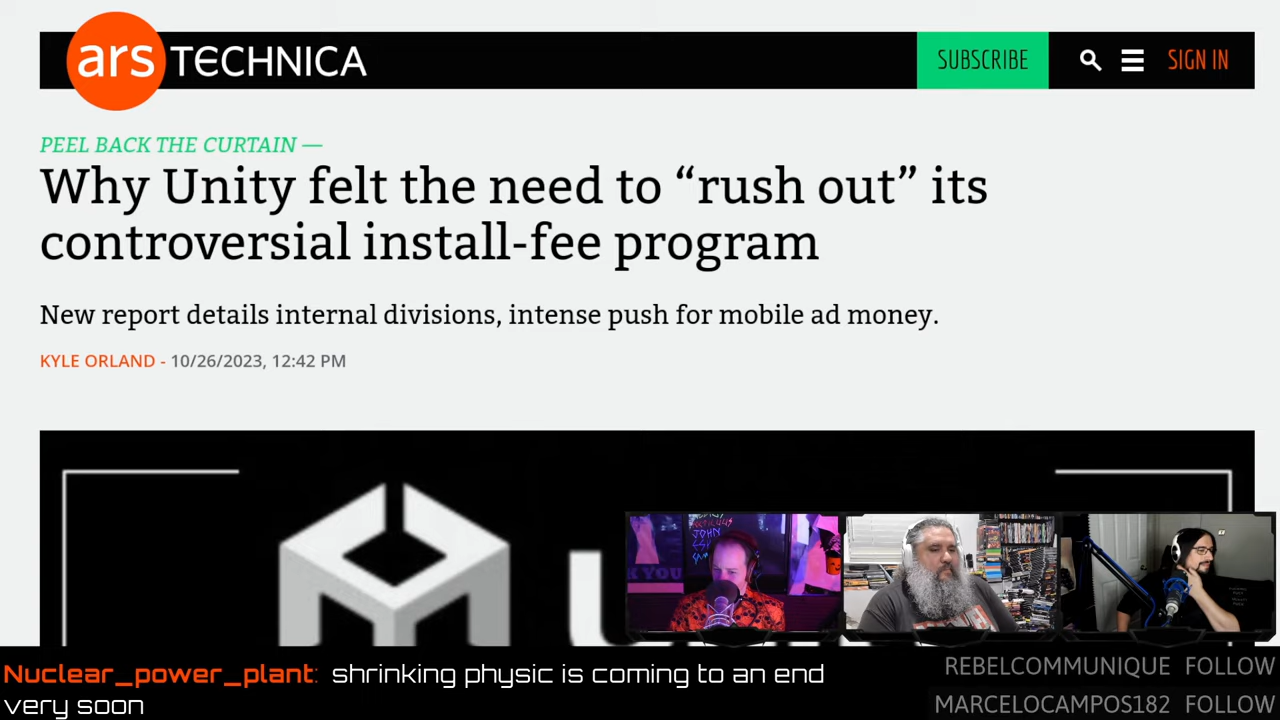 ars TECHNICA
SUBSCRIBE
SIGN IN
PEEL BACK THE CURTAIN —
Why Unity felt the need to “rush out” its
controversial install-fee program
New report details internal divisions, intense push for mobile ad money.
KYLE ORLAND - 10/26/2023, 12:42 PM
JOHN
Nuclear_power_plant: shrinking physic is coming to an end
very soon
REBELCOMMUNIQUE FOLLOW
MARCELOCAMPOS182 FOLLOW